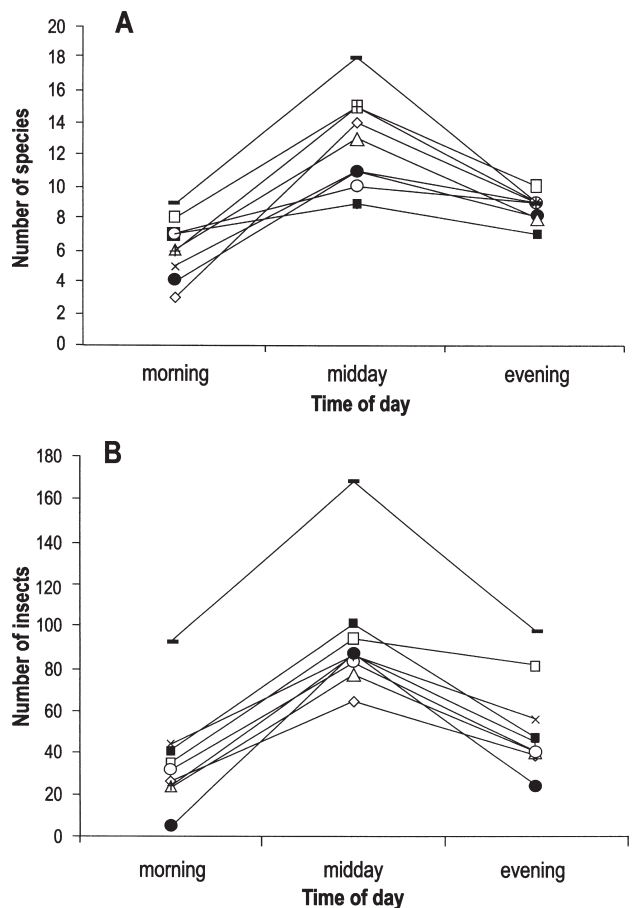 A
Number of species
20
18
16
14
12
10
8
6
4
2
0
morning midday evening
Time of day
B
Number of insects
180
160
140
120
100
80
60
40
20
0
morning midday evening
Time of day